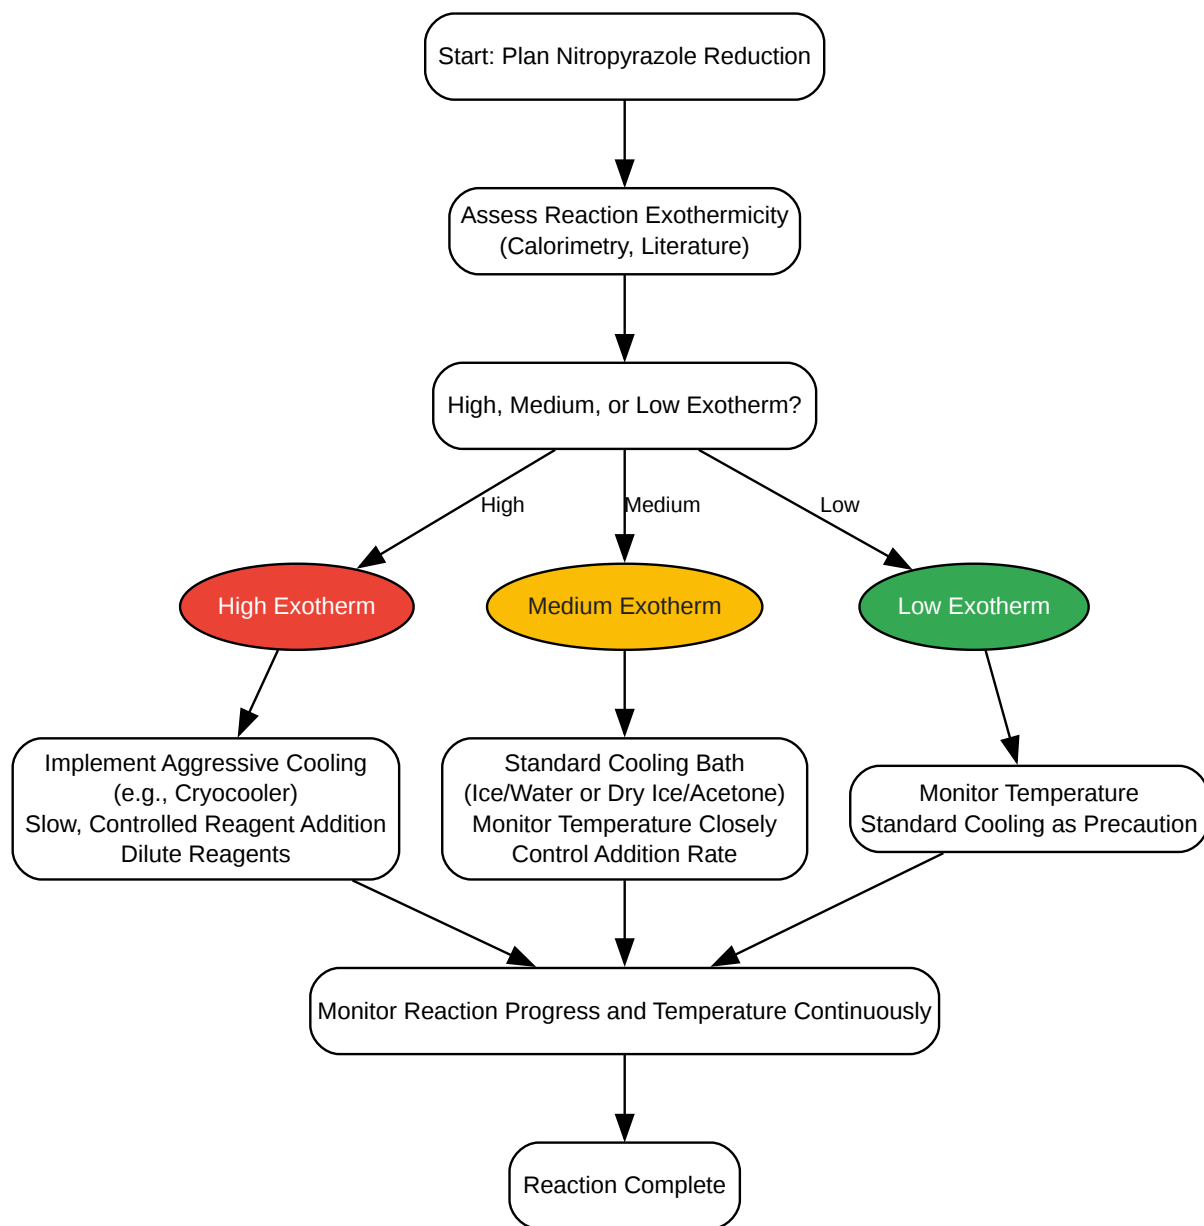 Start: Plan Nitropyrazole Reduction
Assess Reaction Exothermicity
(Calorimetry, Literature)
High, Medium, or Low Exotherm?
High
Medium
Low
High Exotherm
Medium Exotherm
Low Exotherm
Implement Aggressive Cooling
(e.g., Cryocooler)
Slow, Controlled Reagent Addition
Dilute Reagents
Standard Cooling Bath
(Ice/Water or Dry Ice/Acetone)
Monitor Temperature Closely
Control Addition Rate
Monitor Temperature
Standard Cooling as Precaution
Monitor Reaction Progress and Temperature Continuously
Reaction Complete